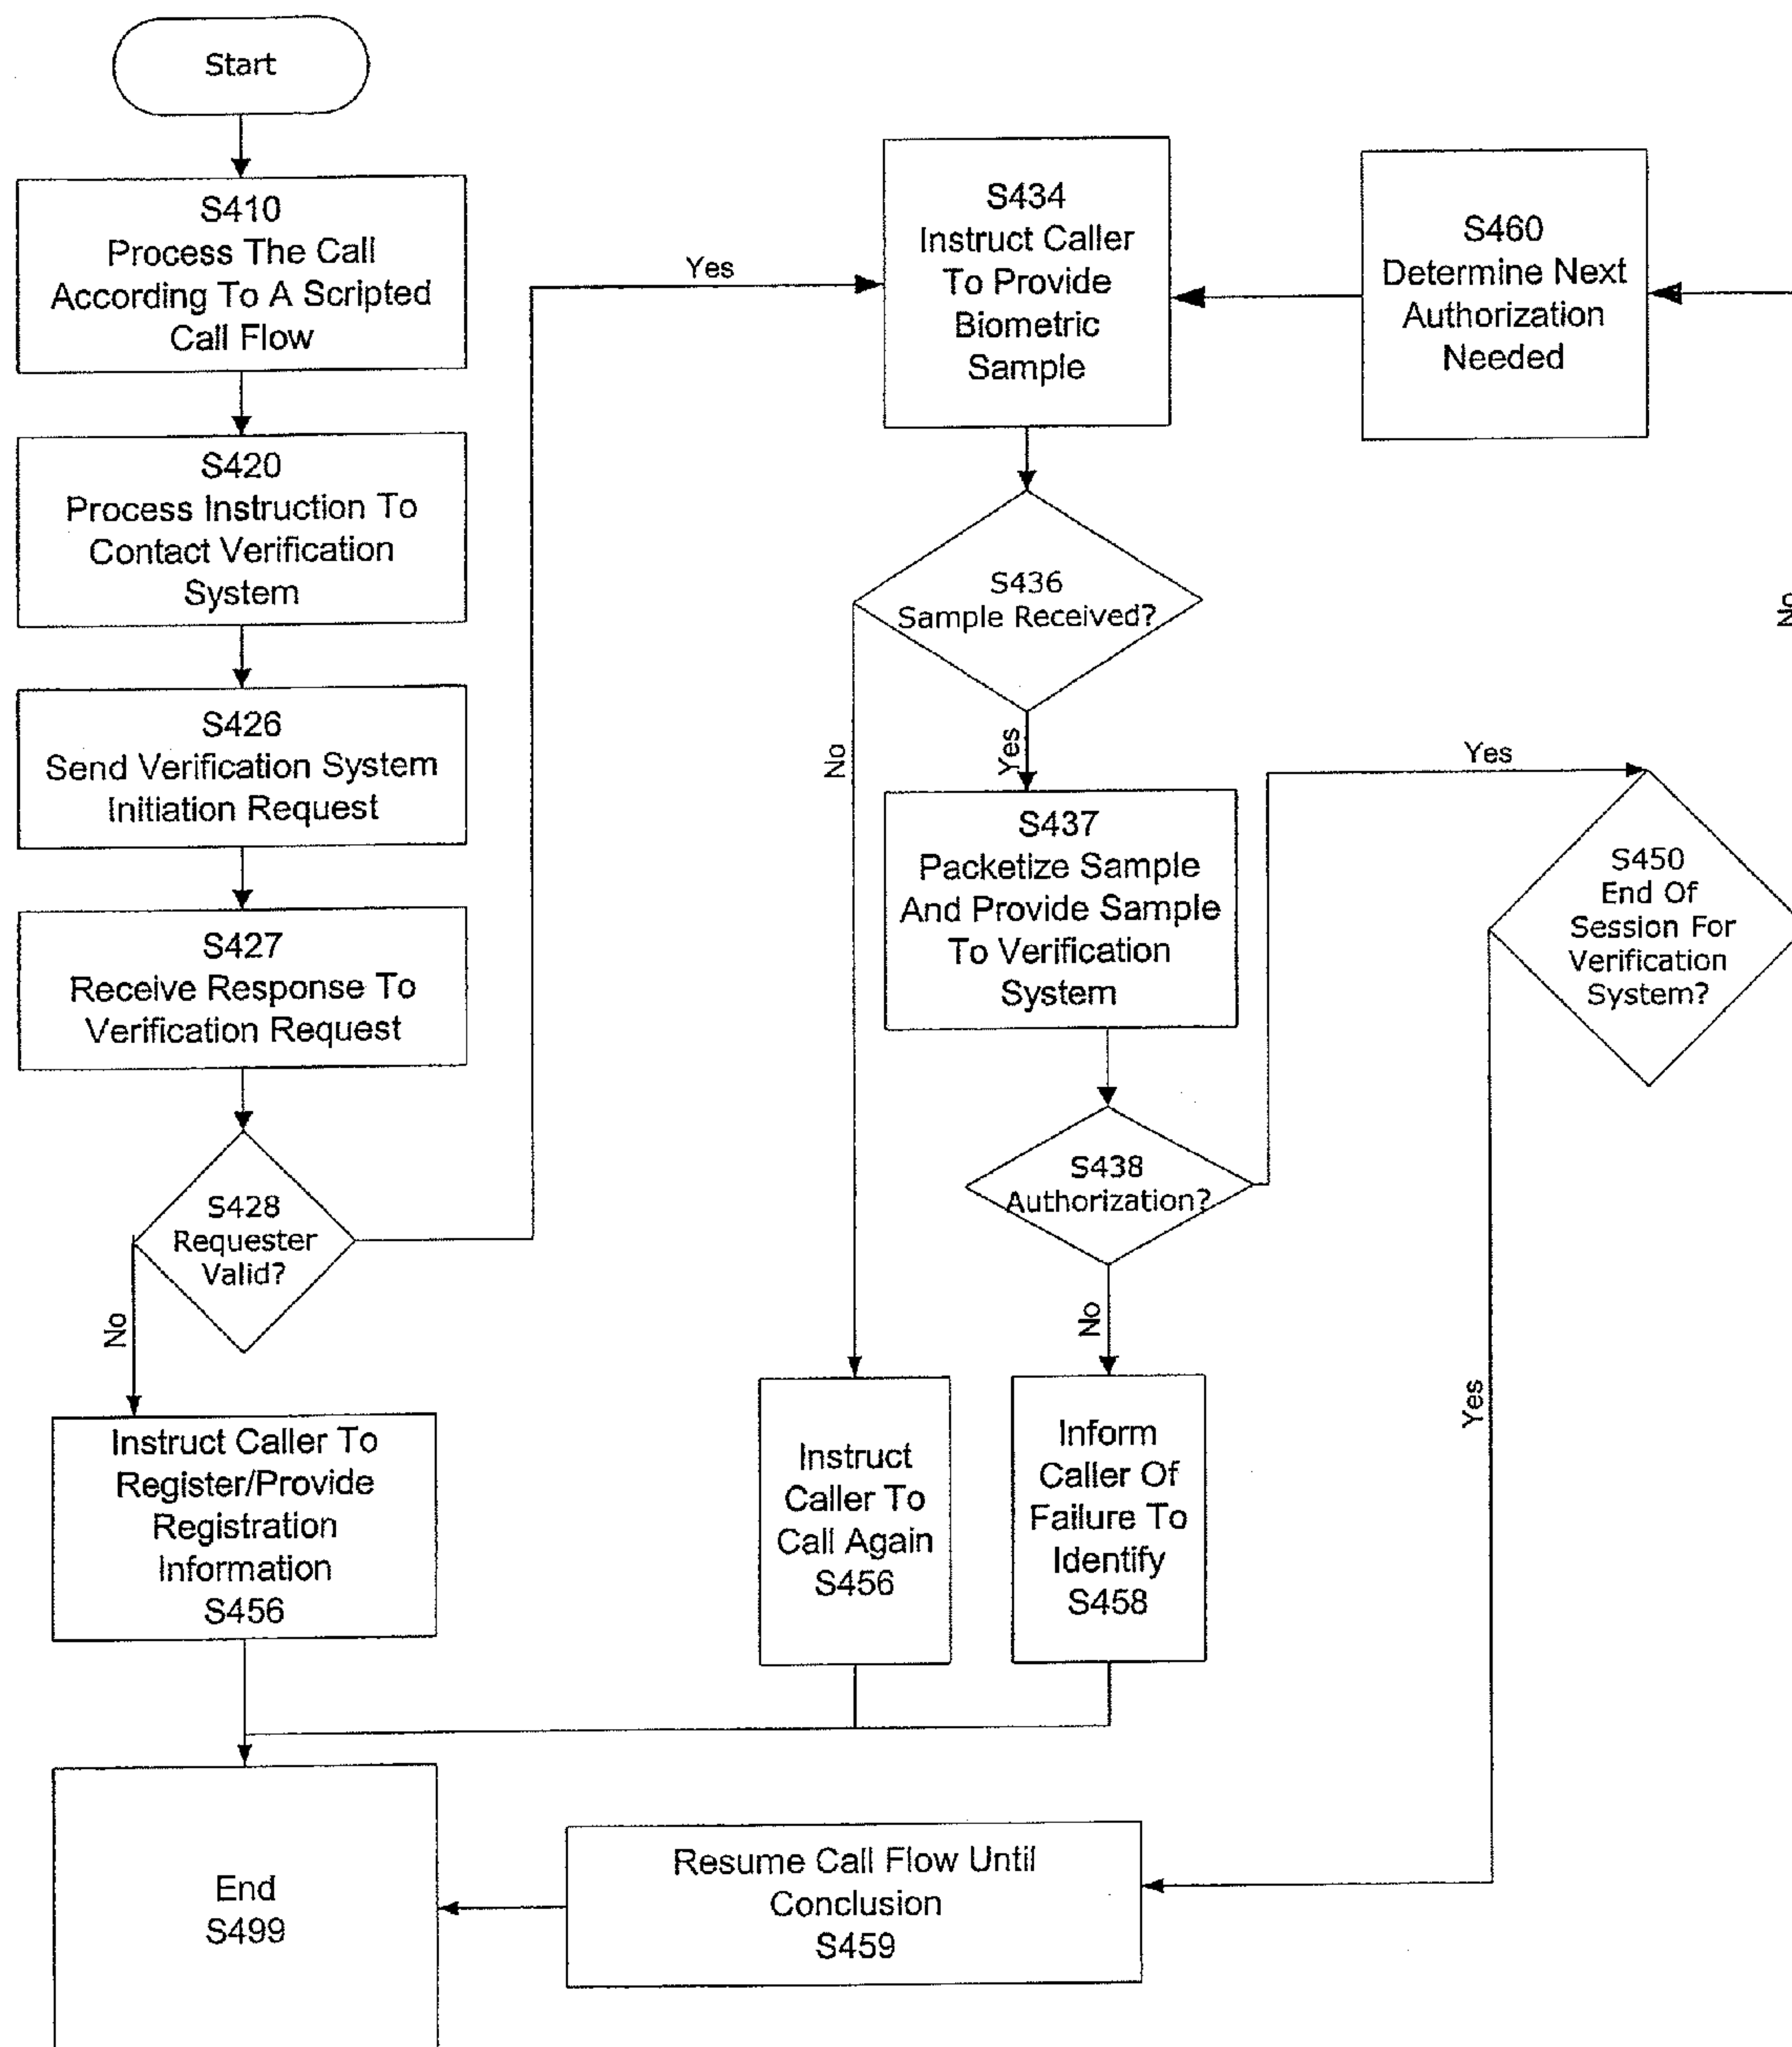 Start
S410
Process The Call
According To A Scripted
Call Flow
S420
Process Instruction To
Contact Verification
System
S426
Send Verification System
Initiation Request
S427
Receive Response To
Verification Request
S428
Requester
Valid?
No
Yes
Instruct Caller To
Register/Provide
Registration
Information
S456
End
S499
S434
Instruct Caller
To Provide
Biometric
Sample
S460
Determine Next
Authorization
Needed
S436
Sample Received?
No
Yes
S437
Packetize Sample
And Provide Sample
To Verification
System
S438
Authorization?
Yes
No
S450
End Of
Session For
Verification
System?
No
Yes
Instruct
Caller To
Call Again
S456
Inform
Caller Of
Failure To
Identify
S458
Resume Call Flow Until
Conclusion
S459